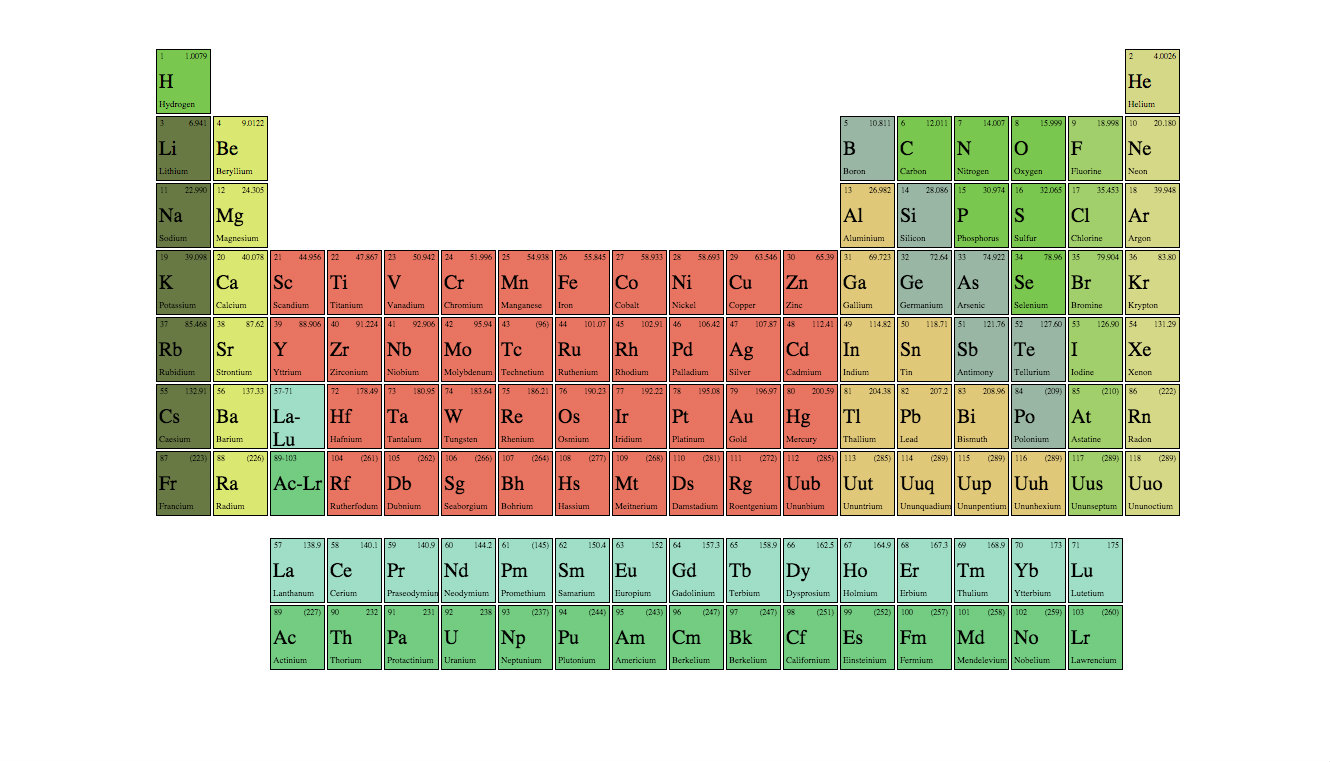 1 1.0079 2 4.0026
H He
Hydrogen Helium
3 6.941 4 9.0122 5 10.811 6 12.011 7 14.007 8 15.999 9 18.998 10 20.180
Li Be B C N O F Ne
Lithium Beryllium Boron Carbon Nitrogen Oxygen Fluorine Neon
11 22.990 12 24.305 13 26.982 14 28.086 15 30.974 16 32.065 17 35.453 18 39.948
Na Mg Al Si P S Cl Ar
Sodium Magnesium Aluminium Silicon Phosphorus Sulfur Chlorine Argon
19 39.098 20 40.078 21 44.956 22 47.867 23 50.942 24 51.996 25 54.938 26 55.845 27 58.933 28 58.693 29 63.546 30 65.39 31 69.723 32 72.64 33 74.922 34 78.96 35 79.904 36 83.80
K Ca Sc Ti V Cr Mn Fe Co Ni Cu Zn Ga Ge As Se Br Kr
Potassium Calcium Scandium Titanium Vanadium Chromium Manganese Iron Cobalt Nickel Copper Zinc Gallium Germanium Arsenic Selenium Bromine Krypton
37 85.468 38 87.62 39 88.906 40 91.224 41 92.906 42 95.94 43 (96) 44 101.07 45 102.91 46 106.42 47 107.87 48 112.41 49 114.82 50 118.71 51 121.76 52 127.60 53 126.90 54 131.29
Rb Sr Y Zr Nb Mo Tc Ru Rh Pd Ag Cd In Sn Sb Te I Xe
Rubidium Strontium Yttrium Zirconium Niobium Molybdenum Technetium Ruthenium Rhodium Palladium Silver Cadmium Indium Tin Antimony Tellurium Iodine Xenon
55 132.91 56 137.33 57-71 72 178.49 73 180.95 74 183.64 75 186.21 76 190.23 77 192.22 78 195.08 79 196.97 80 200.59 81 204.38 82 207.2 83 208.96 84 (209) 85 (210) 86 (222)
Cs Ba La- Hf Ta W Re Os Ir Pt Au Hg Tl Pb Bi Po At Rn
Lu
Caesium Barium Hafnium Tantalum Tungsten Rhenium Osmium Iridium Platinum Gold Mercury Thallium Lead Bismuth Polonium Astatine Radon
87 (223) 88 (226) 89-103 104 (261) 105 (262) 106 (266) 107 (264) 108 (277) 109 (268) 110 (281) 111 (272) 112 (285) 113 (285) 114 (289) 115 (289) 116 (289) 117 (289) 118 (289)
Fr Ra Ac-Lr Rf Db Sg Bh Hs Mt Ds Rg Uub Uut Uuq Uup Uuh Uus Uuo
Francium Radium Rutherfodum Dubnium Seaborgium Bohrium Hassium Meitnerium Damstadium Roentgenium Ununbium Ununtrium Ununquadium Ununpentium Ununhexium Ununseptum Ununoctium
57 138.9 58 140.1 59 140.9 60 144.2 61 (145) 62 150.4 63 152 64 157.3 65 158.9 66 162.5 67 164.9 68 167.3 69 168.9 70 173 71 175
La Ce Pr Nd Pm Sm Eu Gd Tb Dy Ho Er Tm Yb Lu
Lanthanum Cerium Praseodymiun Neodymium Promethium Samarium Europium Gadolinium Terbium Dysprosium Holmium Erbium Thulium Ytterbium Lutetium
89 (227) 90 232 91 231 92 238 93 (237) 94 (244) 95 (243) 96 (247) 97 (247) 98 (251) 99 (252) 100 (257) 101 (258) 102 (259) 103 (260)
Ac Th Pa U Np Pu Am Cm Bk Cf Es Fm Md No Lr
Actinium Thorium Protactinium Uranium Neptunium Plutonium Americium Berkelium Berkelium Californium Einsteinium Fermium Mendelevium Nobelium Lawrencium